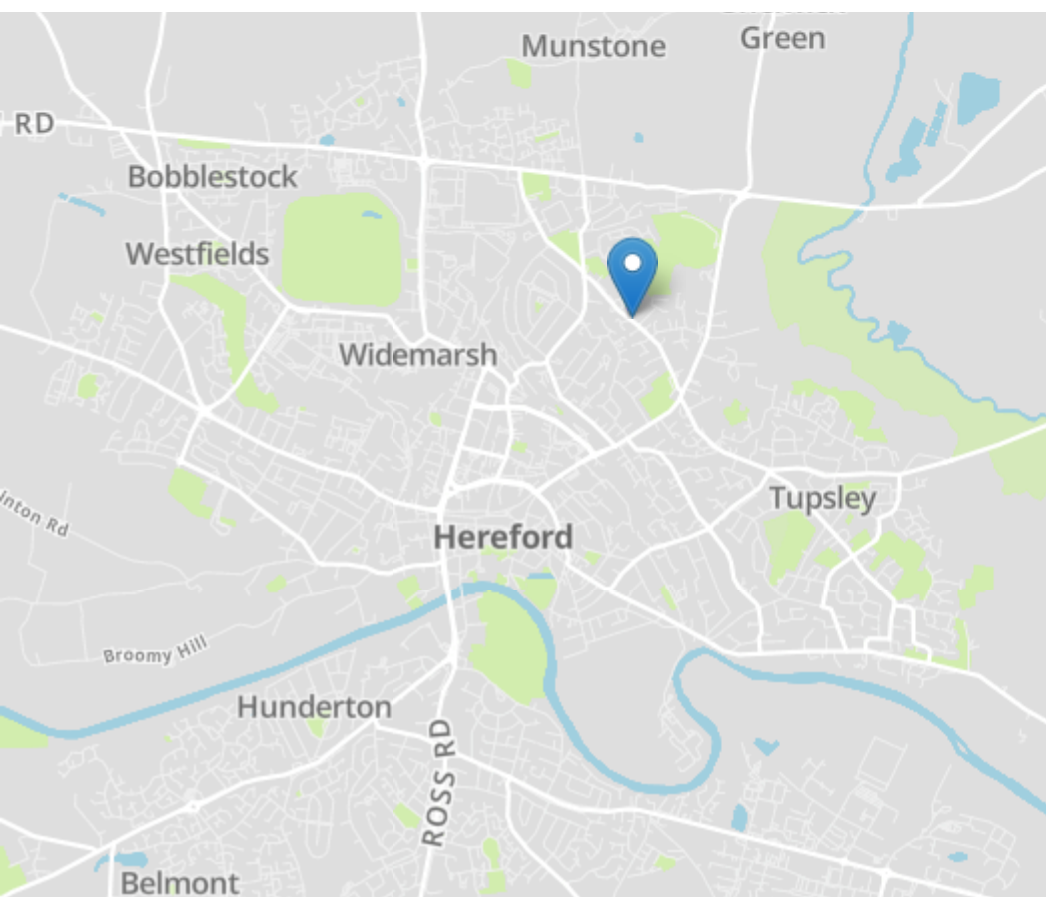 Munstone
Green
RD
Bobblestock
Westfields
Widemarsh
Tupsley
inton Rd
Hereford
Broomy Hill
Hunderton
ROSS RD
Belmont